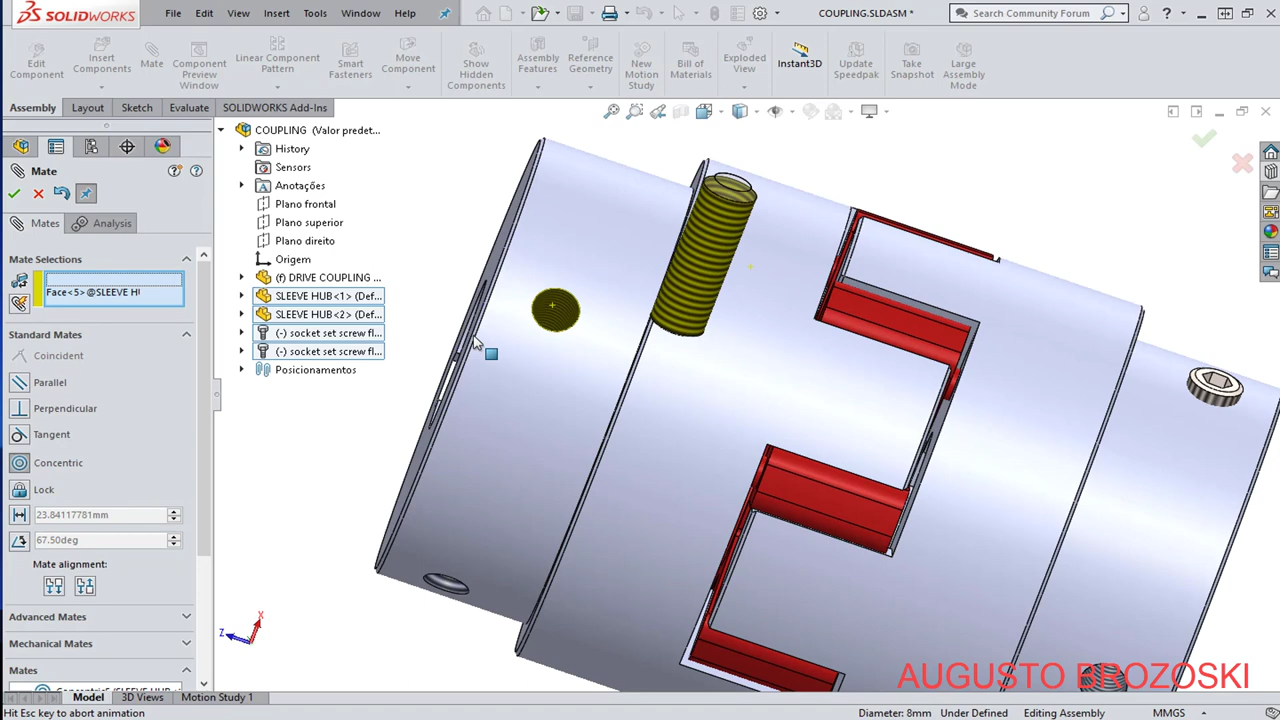 SOLIDWORKS
File Edit View Insert Tools Window Help
COUPLING.SLDASM *
Search Community Forum
Edit Component
Insert Components
Mate
Component Preview Window
Linear Component Pattern
Smart Fasteners
Move Component
Show Hidden Components
Assembly Features
Reference Geometry
New Motion Study
Bill of Materials
Exploded View
Instant3D
Update Speedpak
Take Snapshot
Large Assembly Mode
Assembly Layout Sketch Evaluate SOLIDWORKS Add-Ins
Mate
Mates Analysis
Mate Selections
Face<5>@SLEEVE H
Standard Mates
Coincident
Parallel
Perpendicular
Tangent
Concentric
Lock
23.84117781mm
67.50deg
Mate alignment:
Advanced Mates
Mechanical Mates
Mates
COUPLING (Valor predet...
History
Sensors
Anotações
Plano frontal
Plano superior
Plano direito
Origem
(f) DRIVE COUPLING ...
SLEEVE HUB<1> (Def...
SLEEVE HUB<2> (Def...
(-) socket set screw fl...
(-) socket set screw fl...
Posicionamentos
Z
X
AUGUSTO BROZOSKI
Model 3D Views Motion Study 1
Hit Esc key to abort animation
Diameter: 8mm Under Defined Editing Assembly MMGS